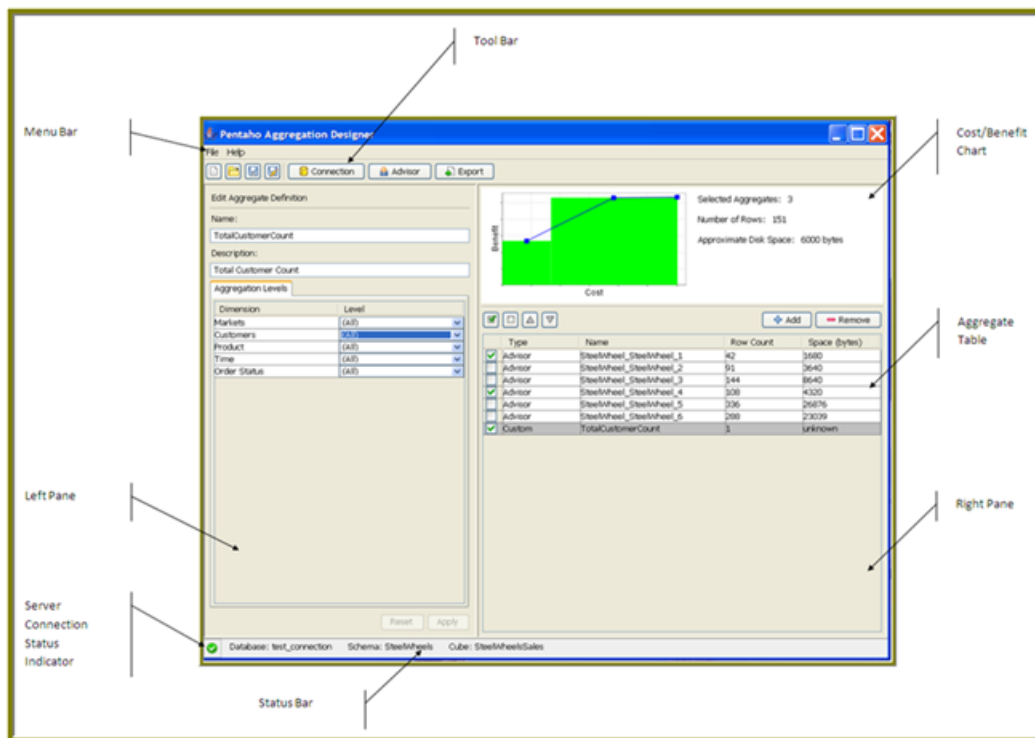 Tool Bar
Menu Bar
Cost/Benefit
Chart
Pentaho Aggregation Designer
File Help
Connection Advisor Export
Edit Aggregate Definition
Name:
TotalCustomerCount
Description:
Total Customer Count
Aggregation Levels
Dimension Level
Markets (All)
Customers (All)
Product (All)
Time (All)
Order Status (All)
Reset Apply
Benefit
Cost
Selected Aggregates: 3
Number of Rows: 151
Approximate Disk Space: 6000 bytes
Add Remove
Type Name Row Count Space (bytes)
Advisor SteelWheel_SteelWheel_1 42 1680
Advisor SteelWheel_SteelWheel_2 91 3640
Advisor SteelWheel_SteelWheel_3 144 8640
Advisor SteelWheel_SteelWheel_4 108 4320
Advisor SteelWheel_SteelWheel_5 336 26876
Advisor SteelWheel_SteelWheel_6 288 23039
Custom TotalCustomerCount 1 unknown
Aggregate
Table
Left Pane
Right Pane
Server
Connection
Status
Indicator
Database: test_connection Schema: SteelWheels Cube: SteelWheelsSales
Status Bar